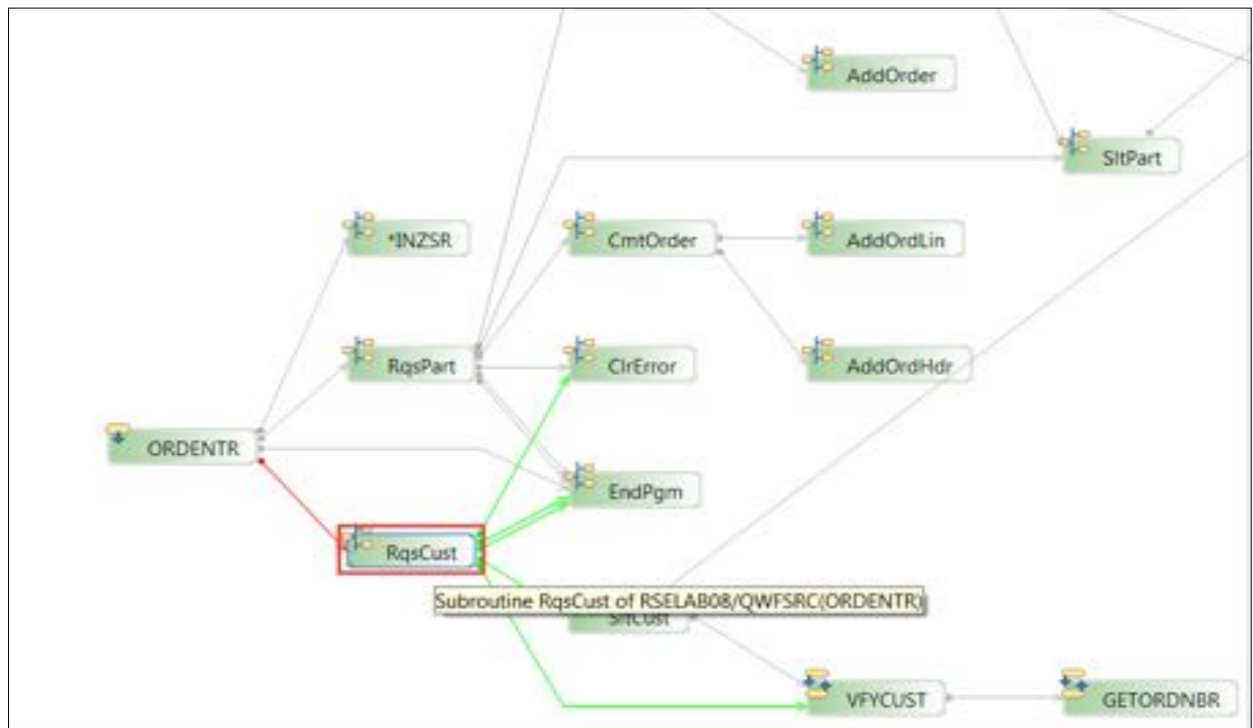 AddOrder
SltPart
*INZSR
CmtOrder
AddOrdLin
RqsPart
ClrError
AddOrdHdr
ORDENTR
EndPgm
RqsCust
Subroutine RqsCust of RSELAB08/QWFSRC(ORDENTR)
SltCust
VFYCUST
GETORDNBR